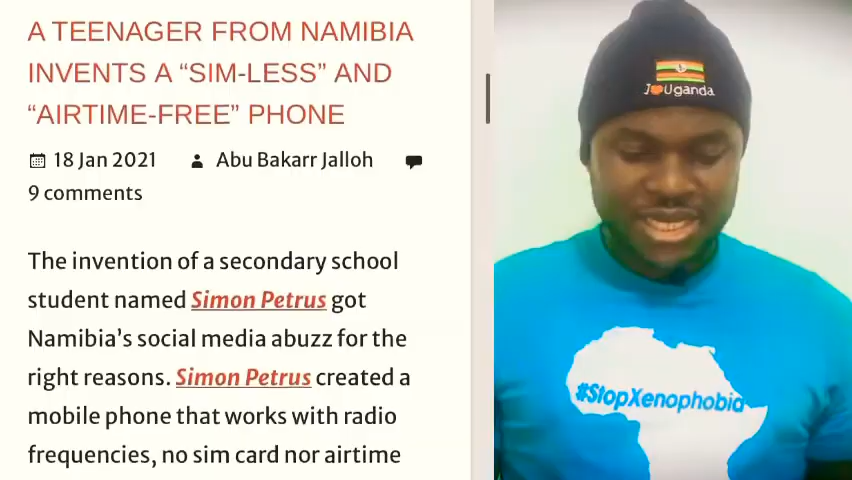 A TEENAGER FROM NAMIBIA
INVENTS A “SIM-LESS” AND
“AIRTIME-FREE” PHONE
18 Jan 2021 Abu Bakarr Jalloh
9 comments
The invention of a secondary school
student named Simon Petrus got
Namibia’s social media abuzz for the
right reasons. Simon Petrus created a
mobile phone that works with radio
frequencies, no sim card nor airtime
I Uganda
#StopXenophobia